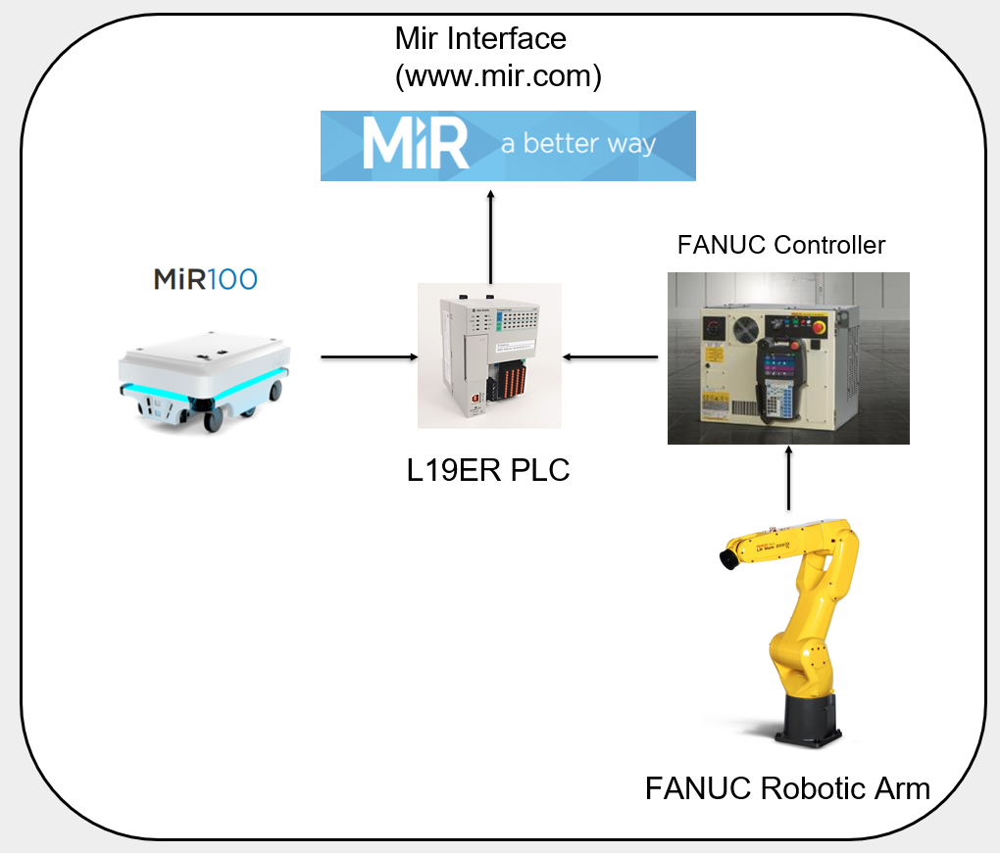 Mir Interface
(www.mir.com)
MiR a better way
FANUC Controller
MiR100
L19ER PLC
FANUC Robotic Arm